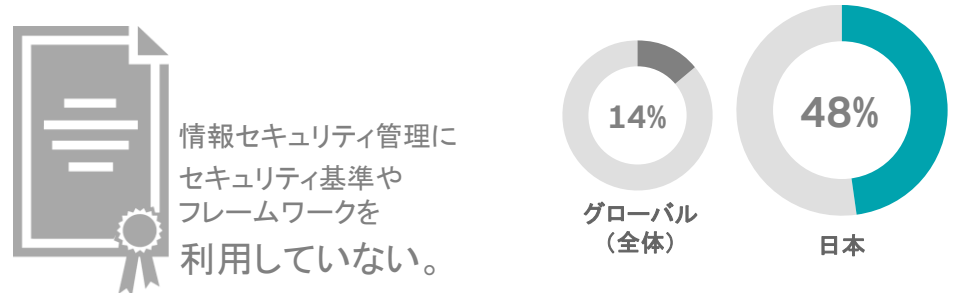 情報セキュリティ管理に
セキュリティ基準や
フレームワークを
利用していない。
14%
グローバル
（全体）
48%
日本